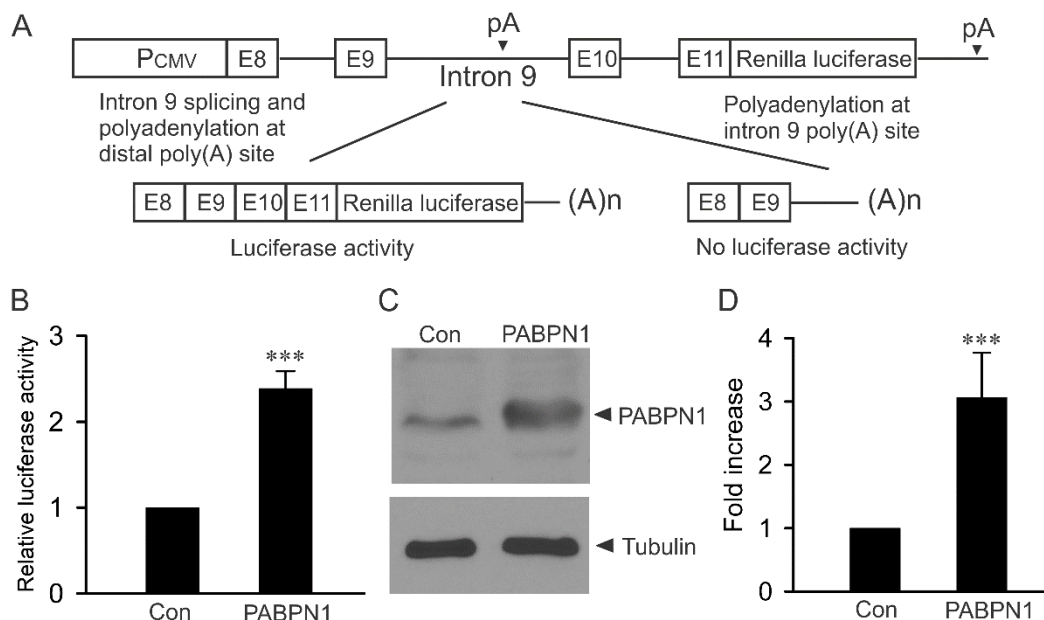 A
pA
pA
PCMV
E8
E9
E10
E11
Renilla luciferase
Intron 9
Intron 9 splicing and
polyadenylation at
distal poly(A) site
Polyadenylation at
intron 9 poly(A) site
E8
E9
E10
E11
Renilla luciferase
(A)n
E8
E9
(A)n
Luciferase activity
No luciferase activity
B
Relative luciferase activity
3
2
1
0
***
Con
PABPN1
C
Con
PABPN1
PABPN1
Tubulin
D
Fold increase
4
3
2
1
0
***
Con
PABPN1